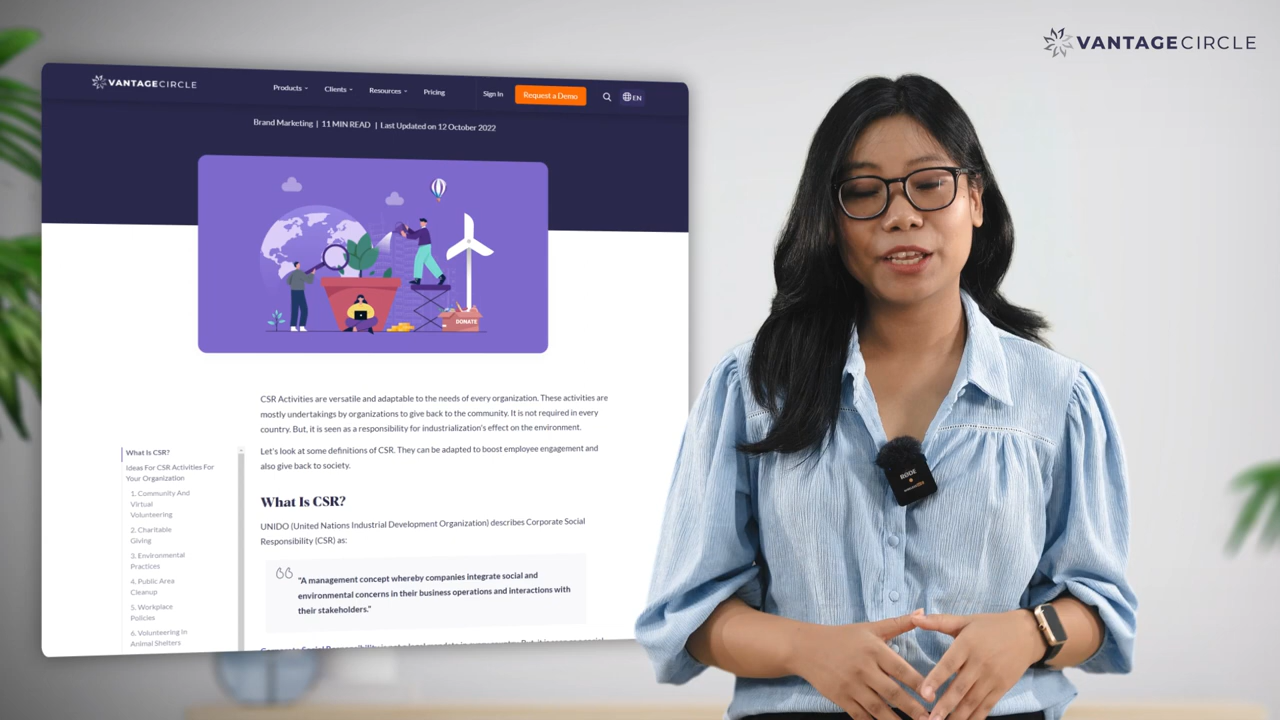 VANTAGECIRCLE
VANTAGECIRCLE
Products
Clients
Resources
Pricing
Sign In
Request a Demo
EN
Brand Marketing | 11 MIN READ | Last Updated on 12 October 2022
DONATE
CSR Activities are versatile and adaptable to the needs of every organization. These activities are
mostly undertakings by organizations to give back to the community. It is not required in every
country. But, it is seen as a responsibility for industrialization's effect on the environment.
Let's look at some definitions of CSR. They can be adapted to boost employee engagement and
also give back to society.
What Is CSR?
Ideas For CSR Activities For
Your Organization
1. Community And
Virtual
Volunteering
2. Charitable
Giving
3. Environmental
Practices
4. Public Area
Cleanup
5. Workplace
Policies
6. Volunteering In
Animal Shelters
What Is CSR?
UNIDO (United Nations Industrial Development Organization) describes Corporate Social
Responsibility (CSR) as:
"A management concept whereby companies integrate social and
environmental concerns in their business operations and interactions with
their stakeholders."
RØDE